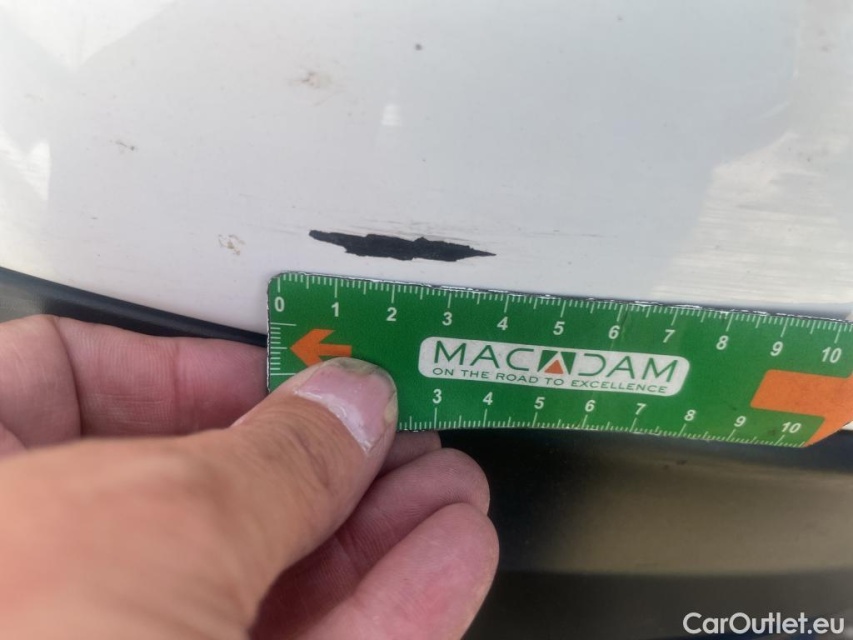 0 1 2 3 4 5 6 7 8 9 10
MACADAM
ON THE ROAD TO EXCELLENCE
3 4 5 6 7 8 9 10
CarOutlet.eu